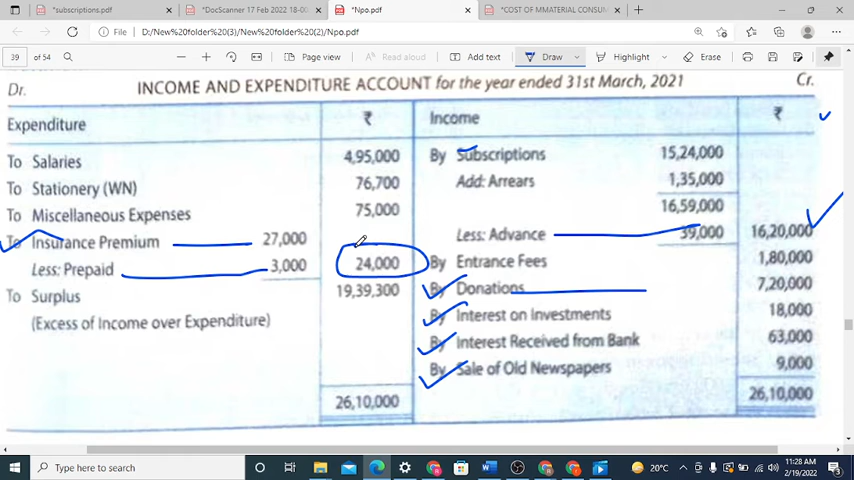 *subscriptions.pdf
*DocScanner 17 Feb 2022 18-00
*Npo.pdf
*COST OF MMATERIAL CONSUM
File D:/New%20folder%20(3)/New%20folder%20(2)/Npo.pdf
39 of 54
Page view
Read aloud
Add text
Draw
Highlight
Erase
Dr. INCOME AND EXPENDITURE ACCOUNT for the year ended 31st March, 2021 Cr.
Expenditure ₹ Income ₹
To Salaries 4,95,000 By Subscriptions 15,24,000
To Stationery (WN) 76,700 Add: Arrears 1,35,000
To Miscellaneous Expenses 75,000 16,59,000
To Insurance Premium 27,000 Less: Advance 39,000 16,20,000
Less: Prepaid 3,000 24,000 By Entrance Fees 1,80,000
To Surplus 19,39,300 By Donations 7,20,000
(Excess of Income over Expenditure) By Interest on Investments 18,000
By Interest Received from Bank 63,000
By Sale of Old Newspapers 9,000
26,10,000 26,10,000
Type here to search
20°C
11:28 AM
2/19/2022